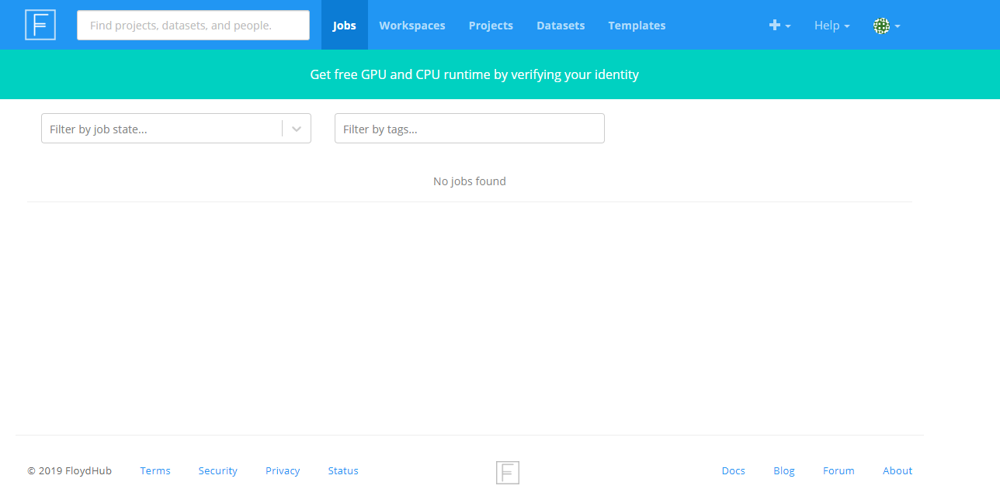 F Find projects, datasets, and people. Jobs Workspaces Projects Datasets Templates Help
Get free GPU and CPU runtime by verifying your identity
Filter by job state... Filter by tags...
No jobs found
© 2019 FloydHub Terms Security Privacy Status F Docs Blog Forum About